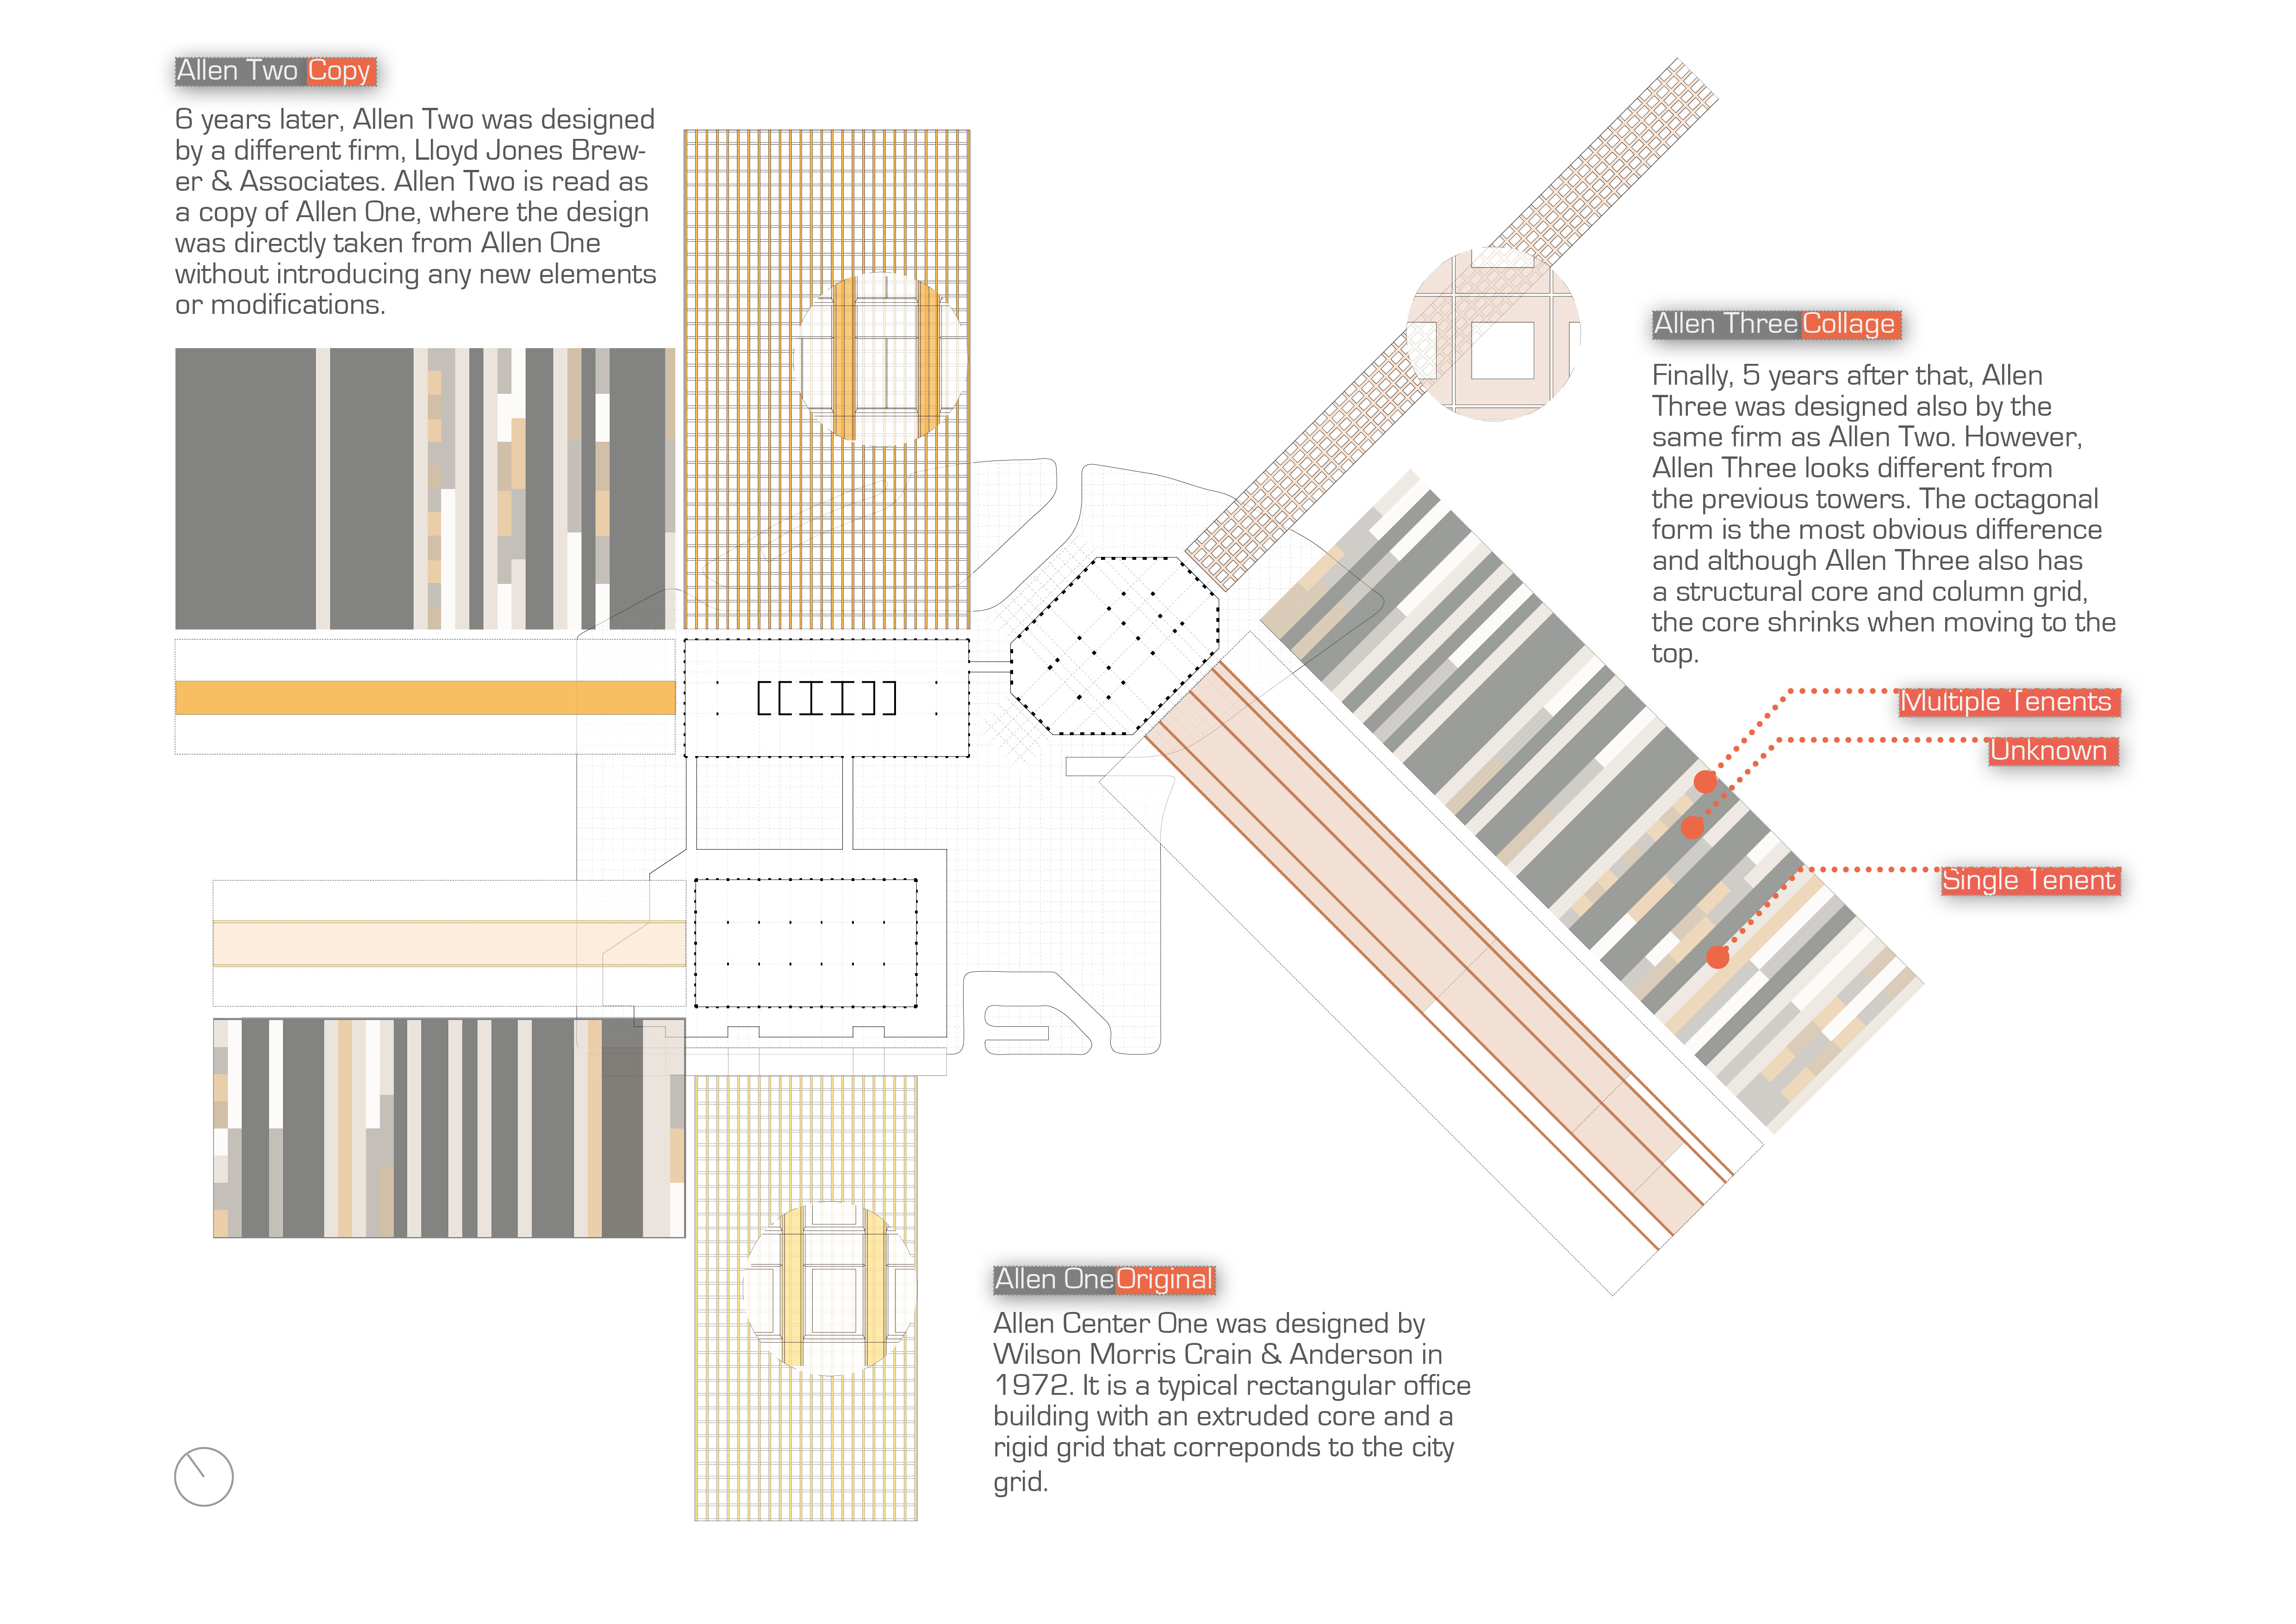 Allen Two Copy
6 years later, Allen Two was designed
by a different firm, Lloyd Jones Brew-
er & Associates. Allen Two is read as
a copy of Allen One, where the design
was directly taken from Allen One
without introducing any new elements
or modifications.
Allen Three Collage
Finally, 5 years after that, Allen
Three was designed also by the
same firm as Allen Two. However,
Allen Three looks different from
the previous towers. The octagonal
form is the most obvious difference
and although Allen Three also has
a structural core and column grid,
the core shrinks when moving to the
top.
Multiple Tenents
Unknown
Single Tenent
Allen One Original
Allen Center One was designed by
Wilson Morris Crain & Anderson in
1972. It is a typical rectangular office
building with an extruded core and a
rigid grid that correponds to the city
grid.